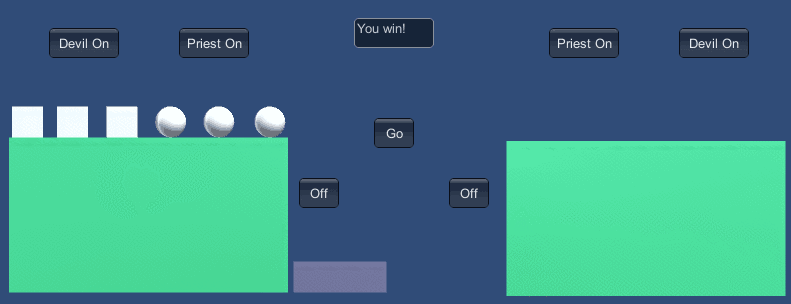 You win!
Devil On
Priest On
Priest On
Devil On
Go
Off
Off